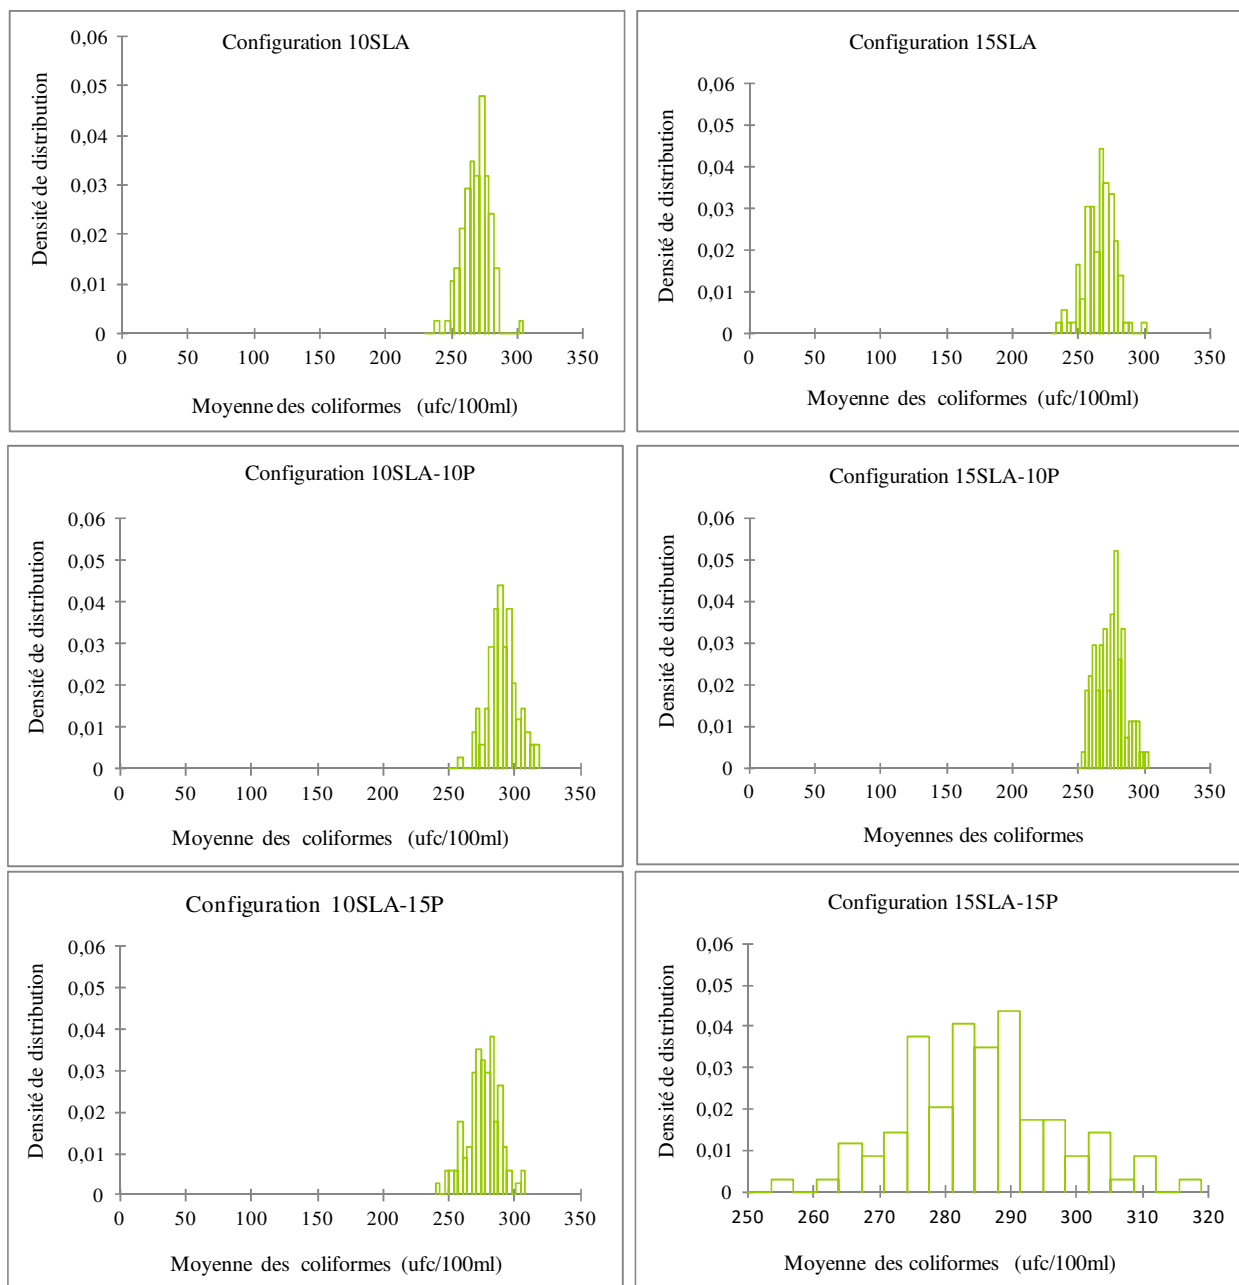 Configuration 10SLA
Densité de distribution
0,06
0,05
0,04
0,03
0,02
0,01
0
0 50 100 150 200 250 300 350
Moyenne des coliformes (ufc/100ml)
Configuration 15SLA
Densité de distribution
0,06
0,05
0,04
0,03
0,02
0,01
0
0 50 100 150 200 250 300 350
Moyenne des coliformes (ufc/100ml)
Configuration 10SLA-10P
Densité de distribution
0,06
0,05
0,04
0,03
0,02
0,01
0
0 50 100 150 200 250 300 350
Moyenne des coliformes (ufc/100ml)
Configuration 15SLA-10P
Densité de distribution
0,06
0,05
0,04
0,03
0,02
0,01
0
0 50 100 150 200 250 300 350
Moyennes des coliformes
Configuration 10SLA-15P
Densité de distribution
0,06
0,05
0,04
0,03
0,02
0,01
0
0 50 100 150 200 250 300 350
Moyenne des coliformes (ufc/100ml)
Configuration 15SLA-15P
Densité de distribution
0,06
0,05
0,04
0,03
0,02
0,01
0
250 260 270 280 290 300 310 320
Moyenne des coliformes (ufc/100ml)